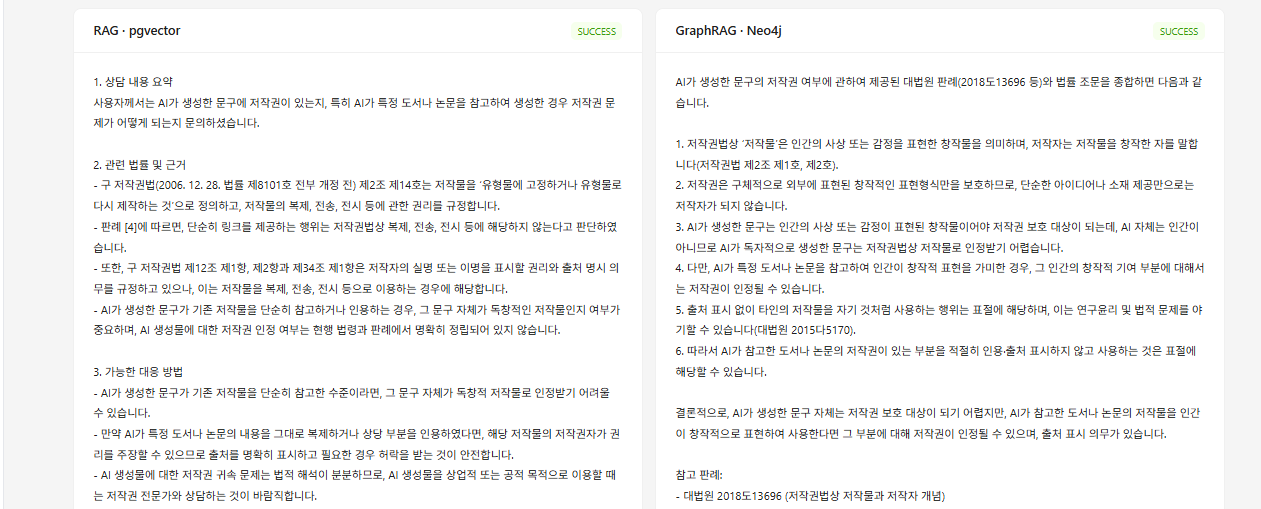 RAG · pgvector
SUCCESS
1. 상담 내용 요약
사용자께서는 AI가 생성한 문구에 저작권이 있는지, 특히 AI가 특정 도서나 논문을 참고하여 생성한 경우 저작권 문
제가 어떻게 되는지 문의하셨습니다.
2. 관련 법률 및 근거
- 구 저작권법(2006. 12. 28. 법률 제8101호 전부 개정 전) 제2조 제14호는 저작물을 ‘유형물에 고정하거나 유형물로
다시 제작하는 것’으로 정의하고, 저작물의 복제, 전송, 전시 등에 관한 권리를 규정합니다.
- 판례 [4]에 따르면, 단순히 링크를 제공하는 행위는 저작권법상 복제, 전송, 전시 등에 해당하지 않는다고 판단하였
습니다.
- 또한, 구 저작권법 제12조 제1항, 제2항과 제34조 제1항은 저작자의 실명 또는 이명을 표시할 권리와 출처 명시 의
무를 규정하고 있으나, 이는 저작물을 복제, 전송, 전시 등으로 이용하는 경우에 해당합니다.
- AI가 생성한 문구가 기존 저작물을 단순히 참고하거나 인용하는 경우, 그 문구 자체가 독창적인 저작물인지 여부가
중요하며, AI 생성물에 대한 저작권 인정 여부는 현행 법령과 판례에서 명확히 정립되어 있지 않습니다.
3. 가능한 대응 방법
- AI가 생성한 문구가 기존 저작물을 단순히 참고한 수준이라면, 그 문구 자체가 독창적 저작물로 인정받기 어려울
수 있습니다.
- 만약 AI가 특정 도서나 논문의 내용을 그대로 복제하거나 상당 부분을 인용하였다면, 해당 저작물의 저작권자가 권
리를 주장할 수 있으므로 출처를 명확히 표시하고 필요한 경우 허락을 받는 것이 안전합니다.
- AI 생성물에 대한 저작권 귀속 문제는 법적 해석이 분분하므로, AI 생성물을 상업적 또는 공적 목적으로 이용할 때
는 저작권 전문가와 상담하는 것이 바람직합니다.
GraphRAG · Neo4j
SUCCESS
AI가 생성한 문구의 저작권 여부에 관하여 제공된 대법원 판례(2018도13696 등)와 법률 조문을 종합하면 다음과 같
습니다.
1. 저작권법상 ‘저작물’은 인간의 사상 또는 감정을 표현한 창작물을 의미하며, 저작자는 저작물을 창작한 자를 말합
니다(저작권법 제2조 제1호, 제2호).
2. 저작권은 구체적으로 외부에 표현된 창작적인 표현형식만을 보호하므로, 단순한 아이디어나 소재 제공만으로는
저작자가 되지 않습니다.
3. AI가 생성한 문구는 인간의 사상 또는 감정이 표현된 창작물이어야 저작권 보호 대상이 되는데, AI 자체는 인간이
아니므로 AI가 독자적으로 생성한 문구는 저작권법상 저작물로 인정받기 어렵습니다.
4. 다만, AI가 특정 도서나 논문을 참고하여 인간이 창작적 표현을 가미한 경우, 그 인간의 창작적 기여 부분에 대해서
는 저작권이 인정될 수 있습니다.
5. 출처 표시 없이 타인의 저작물을 자기 것처럼 사용하는 행위는 표절에 해당하며, 이는 연구윤리 및 법적 문제를 야
기할 수 있습니다(대법원 2015다5170).
6. 따라서 AI가 참고한 도서나 논문의 저작권이 있는 부분을 적절히 인용·출처 표시하지 않고 사용하는 것은 표절에
해당할 수 있습니다.
결론적으로, AI가 생성한 문구 자체는 저작권 보호 대상이 되기 어렵지만, AI가 참고한 도서나 논문의 저작물을 인간
이 창작적으로 표현하여 사용한다면 그 부분에 대해 저작권이 인정될 수 있으며, 출처 표시 의무가 있습니다.
참고 판례:
- 대법원 2018도13696 (저작권법상 저작물과 저작자 개념)